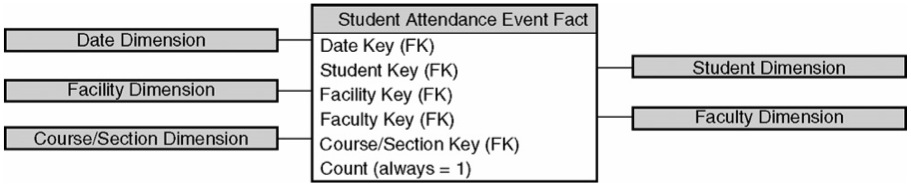 Date Dimension
Facility Dimension
Course/Section Dimension
Student Attendance Event Fact
Date Key (FK)
Student Key (FK)
Facility Key (FK)
Faculty Key (FK)
Course/Section Key (FK)
Count (always = 1)
Student Dimension
Faculty Dimension